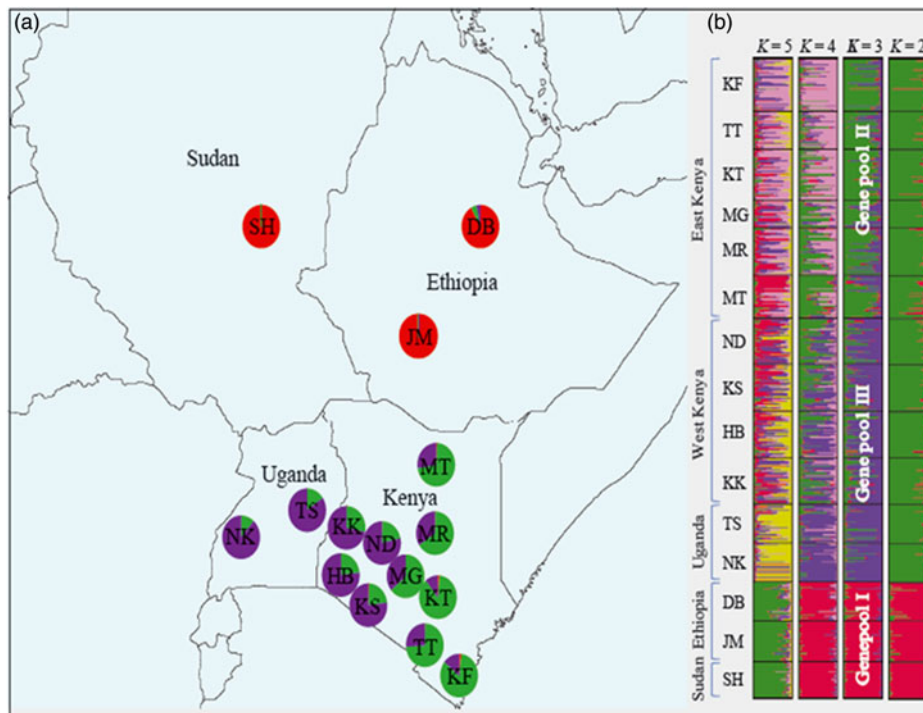 (a)
Sudan
SH
DB
Ethiopia
JM
MT
Uganda
Kenya
TS
KK
NK
ND
MR
HB
MG
KT
KS
TT
KF
(b)
K = 5 K = 4 K = 3 K = 2
East Kenya
KF
TT
KT
MG
MR
MT
West Kenya
ND
KS
HB
KK
Uganda
TS
NK
Ethiopia
DB
JM
Sudan
SH
Gene pool II
Gene pool III
Genepool I